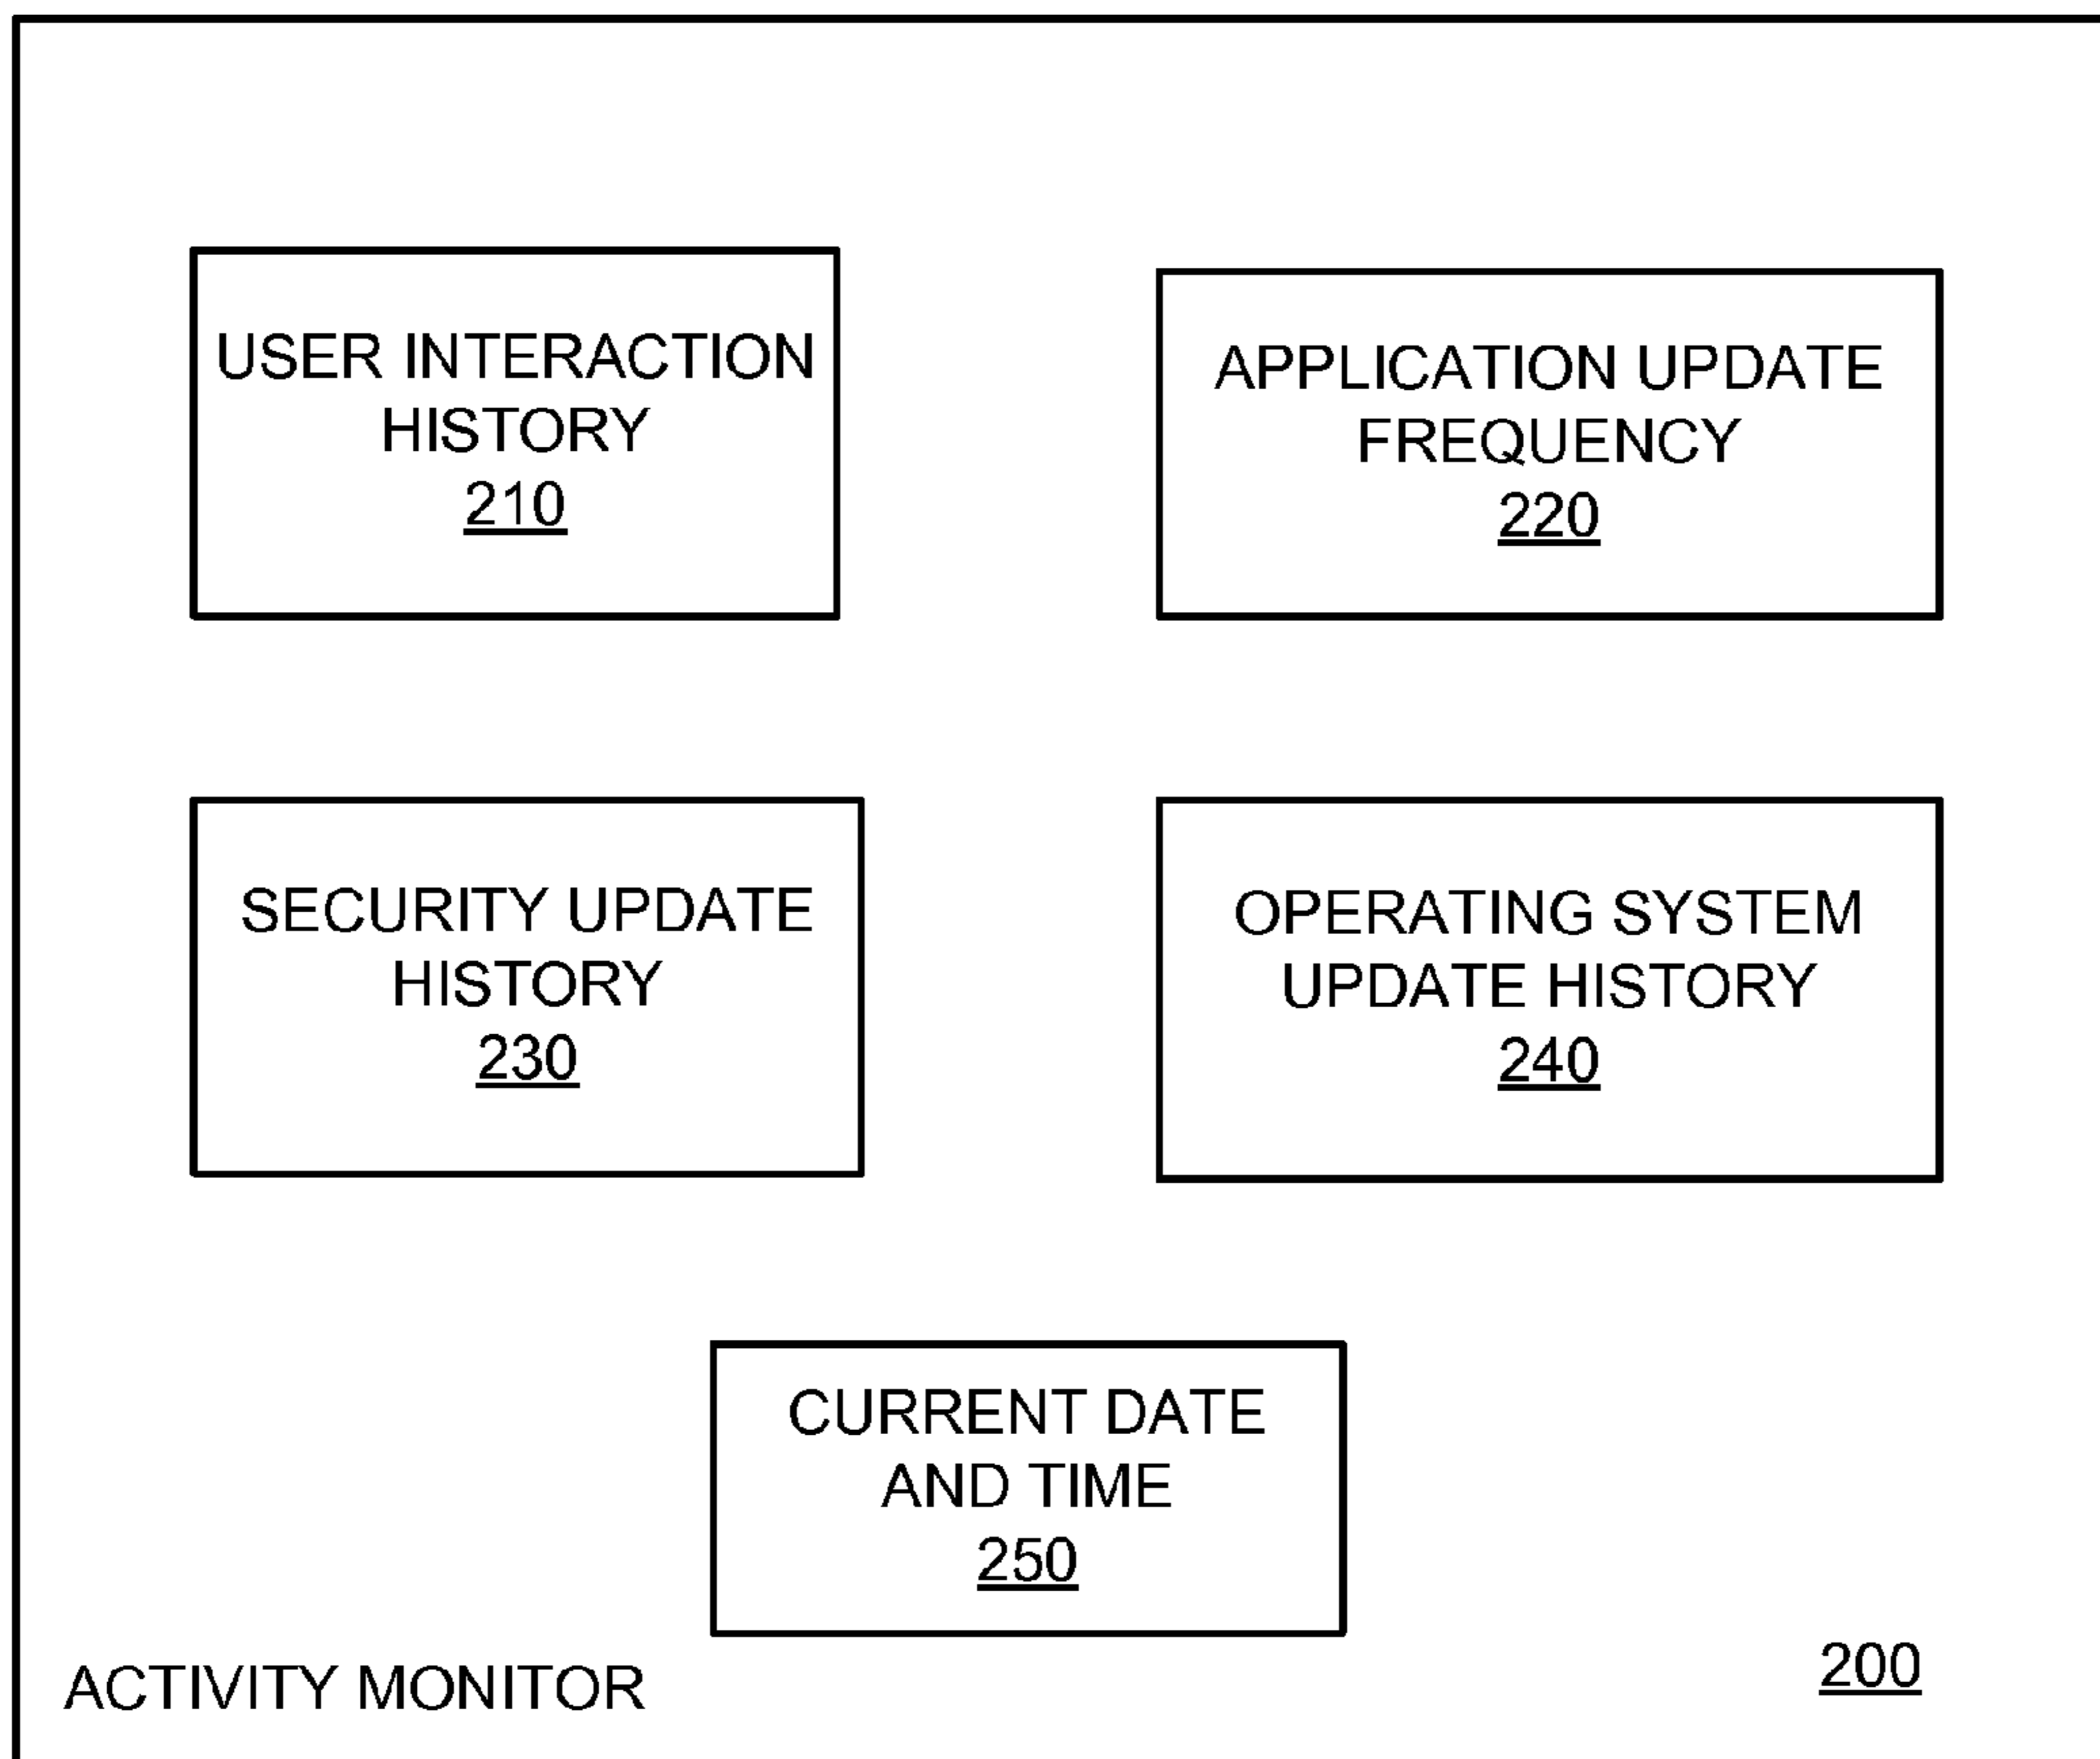 USER INTERACTION
HISTORY
210
APPLICATION UPDATE
FREQUENCY
220
SECURITY UPDATE
HISTORY
230
OPERATING SYSTEM
UPDATE HISTORY
240
CURRENT DATE
AND TIME
250
ACTIVITY MONITOR
200